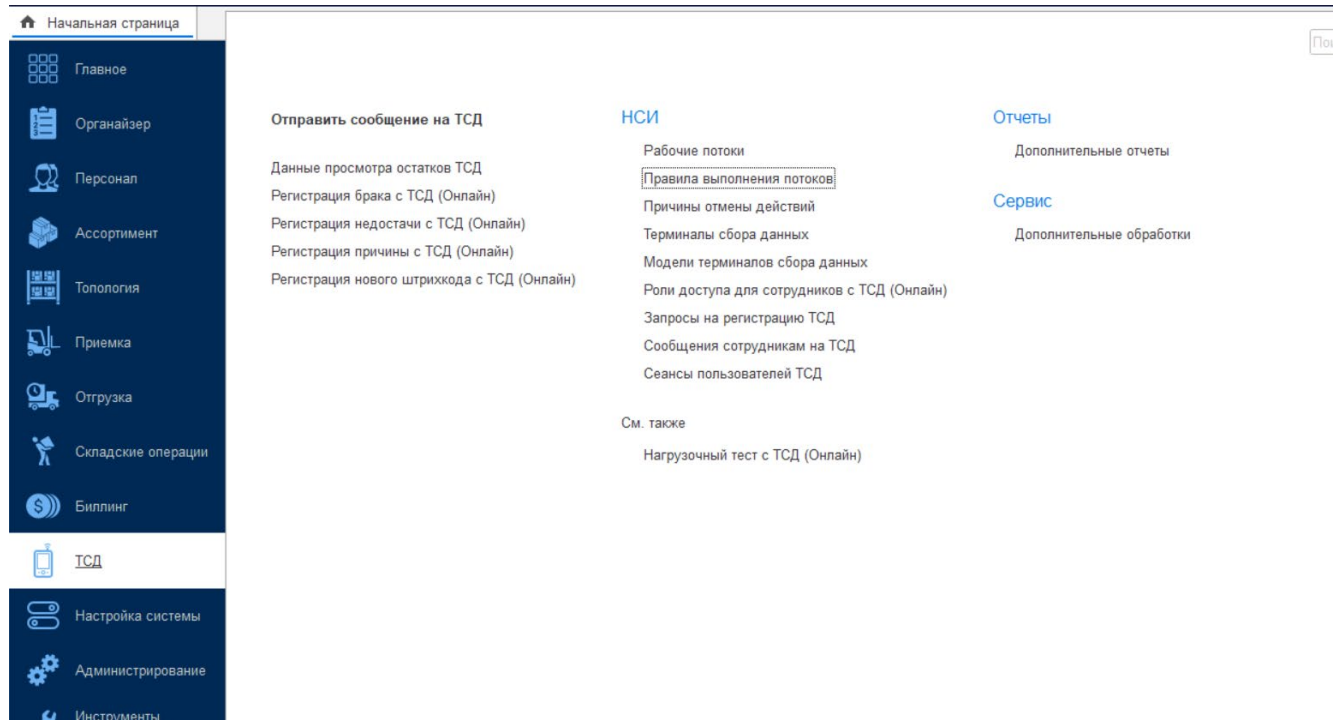 Начальная страница
Главное
Органайзер
Персонал
Ассортимент
Топология
Приемка
Отгрузка
Складские операции
Биллинг
ТСД
Настройка системы
Администрирование
Инструменты
Отправить сообщение на ТСД
Данные просмотра остатков ТСД
Регистрация брака с ТСД (Онлайн)
Регистрация недостачи с ТСД (Онлайн)
Регистрация причины с ТСД (Онлайн)
Регистрация нового штрихкода с ТСД (Онлайн)
НСИ
Рабочие потоки
Правила выполнения потоков
Причины отмены действий
Терминалы сбора данных
Модели терминалов сбора данных
Роли доступа для сотрудников с ТСД (Онлайн)
Запросы на регистрацию ТСД
Сообщения сотрудникам на ТСД
Сеансы пользователей ТСД
См. также
Нагрузочный тест с ТСД (Онлайн)
Отчеты
Дополнительные отчеты
Сервис
Дополнительные обработки